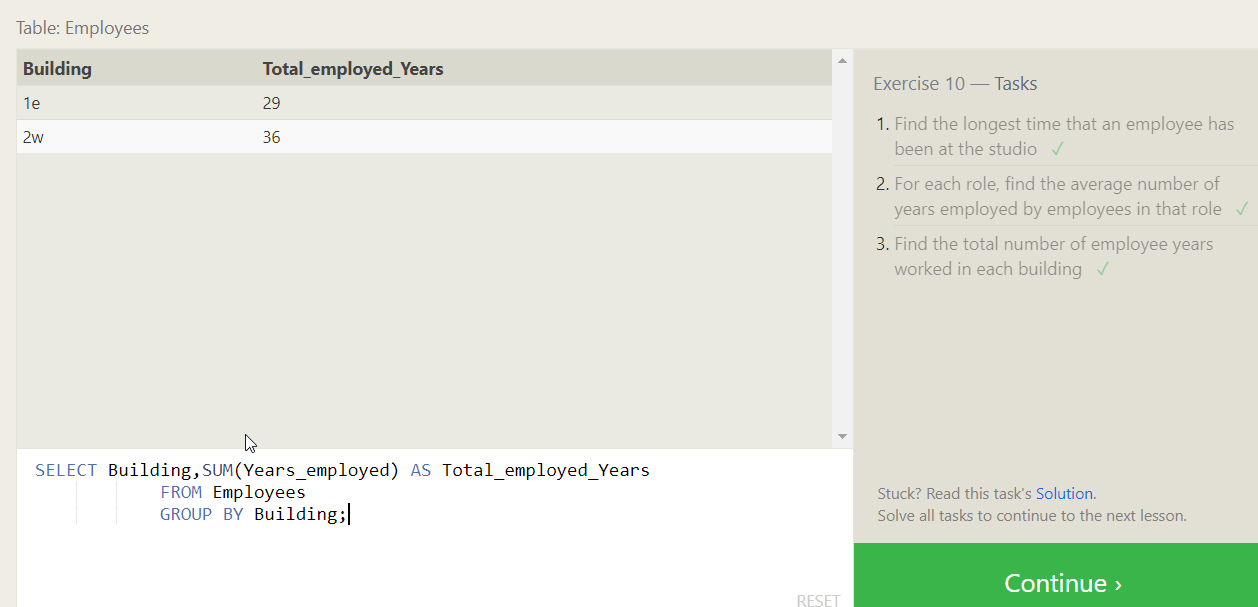 Table: Employees
Building Total_employed_Years
1e 29
2w 36
SELECT Building,SUM(Years_employed) AS Total_employed_Years
FROM Employees
GROUP BY Building;
RESET
Exercise 10 — Tasks
1. Find the longest time that an employee has
been at the studio ✓
2. For each role, find the average number of
years employed by employees in that role ✓
3. Find the total number of employee years
worked in each building ✓
Stuck? Read this task's Solution.
Solve all tasks to continue to the next lesson.
Continue ›